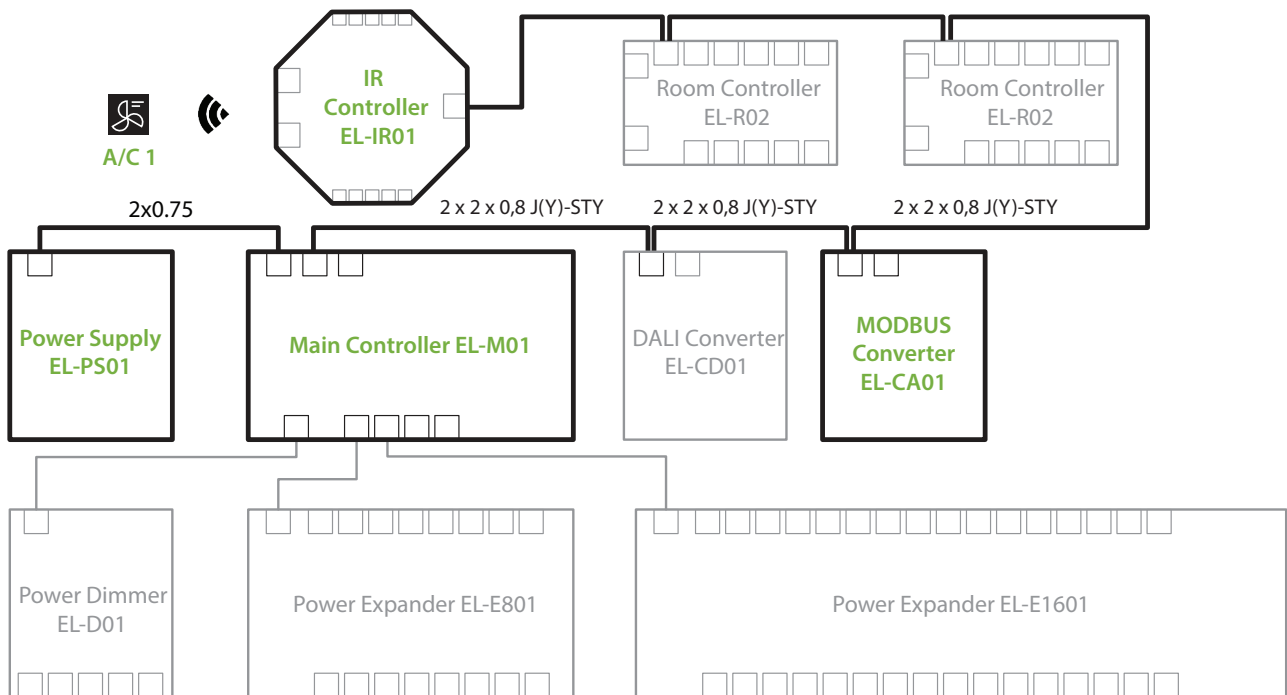 IR
Controller
EL-IR01
Room Controller
EL-R02
Room Controller
EL-R02
A/C 1
2x0.75
2 x 2 x 0,8 J(Y)-STY
2 x 2 x 0,8 J(Y)-STY
2 x 2 x 0,8 J(Y)-STY
Power Supply
EL-PS01
Main Controller EL-M01
DALI Converter
EL-CD01
MODBUS
Converter
EL-CA01
Power Dimmer
EL-D01
Power Expander EL-E801
Power Expander EL-E1601